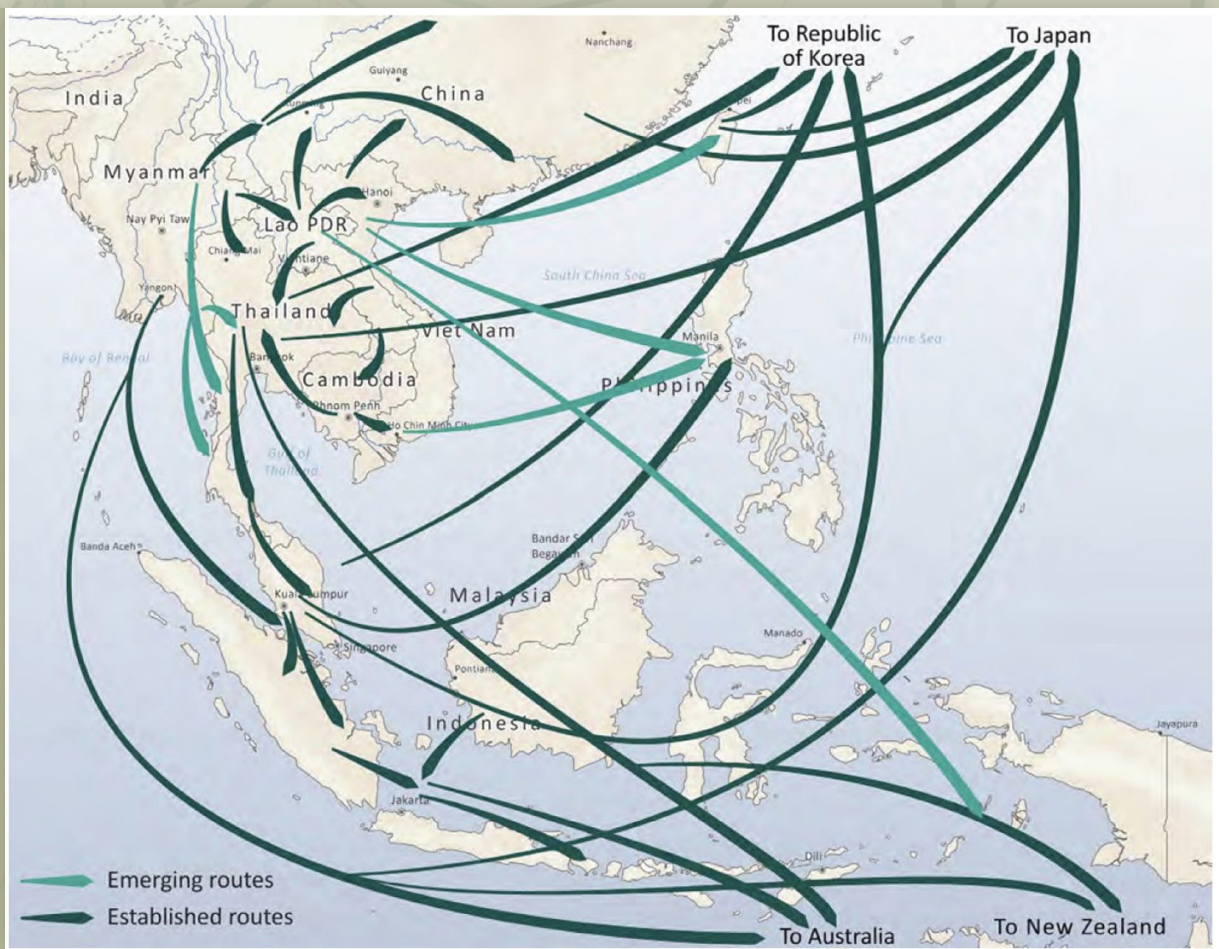 To Republic
of Korea
To Japan
Nanchang
Guiyang
India
China
Myanmar
Hanoi
Nay Pyi Taw
Lao PDR
Chiang Mai
Vientiane
South China Sea
Yangon
Thailand
Viet Nam
Manila
Philippine Sea
Bay of Bengal
Bangkok
Cambodia
Philippines
Phnom Penh
Ho Chin Minh City
Gulf of
Thailand
Banda Aceh
Bandar Seri
Begawan
Kuala Lumpur
Malaysia
Manado
Singapore
Indonesia
Jayapura
Jakarta
Dili
Emerging routes
Established routes
To Australia
To New Zealand